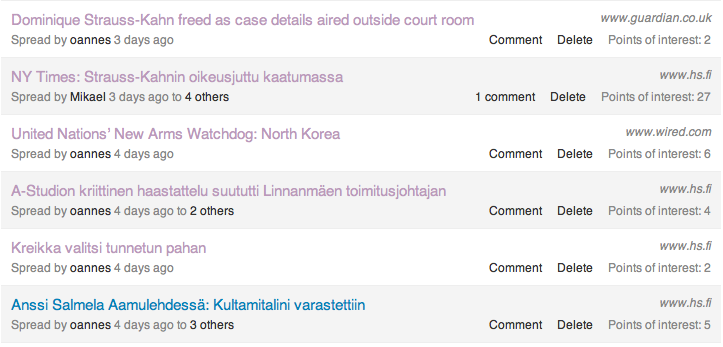 Dominique Strauss-Kahn freed as case details aired outside court room www.guardian.co.uk
Spread by oannes 3 days ago Comment Delete Points of interest: 2
NY Times: Strauss-Kahnin oikeusjuttu kaatumassa www.hs.fi
Spread by Mikael 3 days ago to 4 others 1 comment Delete Points of interest: 27
United Nations' New Arms Watchdog: North Korea www.wired.com
Spread by oannes 4 days ago Comment Delete Points of interest: 6
A-Studion kriittinen haastattelu suututti Linnanmäen toimitusjohtajan www.hs.fi
Spread by oannes 4 days ago to 2 others Comment Delete Points of interest: 4
Kreikka valitsi tunnetun pahan www.hs.fi
Spread by oannes 4 days ago Comment Delete Points of interest: 2
Anssi Salmela Aamulehdessä: Kultamitalini varastettiin www.hs.fi
Spread by oannes 4 days ago to 3 others Comment Delete Points of interest: 5